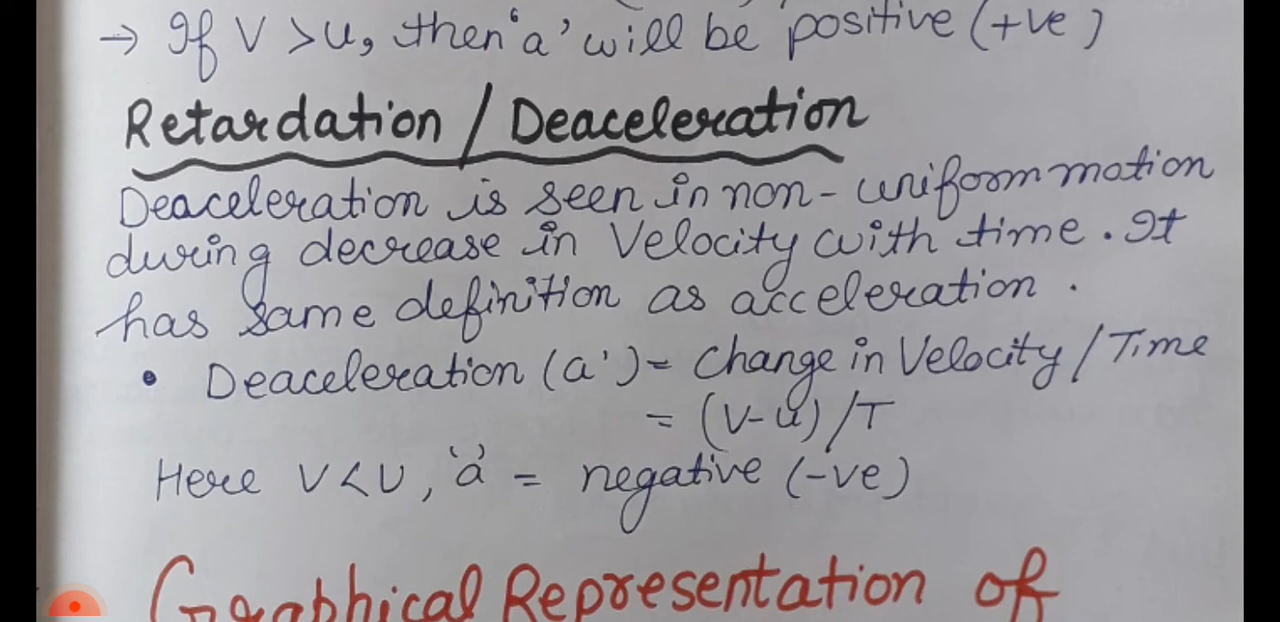 → If V >u, then 'a' will be positive (+ve)
Retardation / Deaceleration
Deaceleration is seen in non-uniform motion
during decrease in Velocity with time. It
has same definition as acceleration.
• Deaceleration (a') = Change in Velocity/Time
= (V-u)/T
Here V<U, 'a' = negative (-ve)
Graphical Representation of